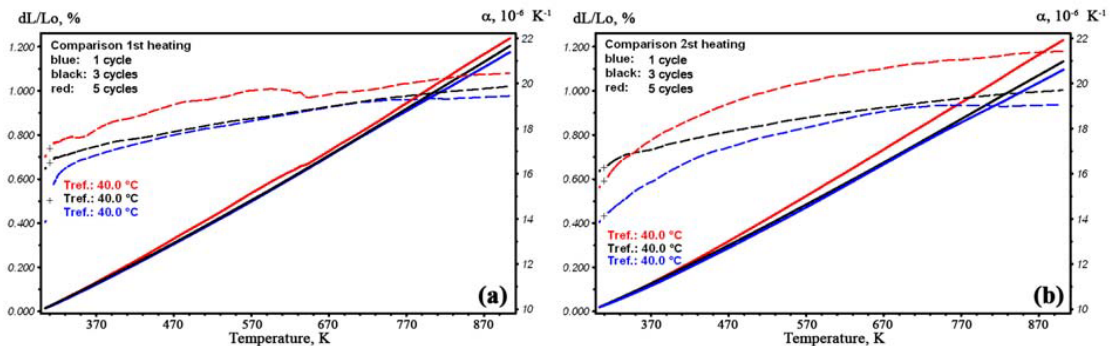 dL/Lo, %
α, 10⁻⁶ K⁻¹
1.200
1.000
0.800
0.600
0.400
0.200
0.000
Comparison 1st heating
blue: 1 cycle
black: 3 cycles
red: 5 cycles
Tref.: 40.0 °C
Tref.: 40.0 °C
Tref.: 40.0 °C
22
20
18
16
14
12
10
(a)
370 470 570 670 770 870
Temperature, K
dL/Lo, %
α, 10⁻⁶ K⁻¹
1.200
1.000
0.800
0.600
0.400
0.200
0.000
Comparison 2st heating
blue: 1 cycle
black: 3 cycles
red: 5 cycles
Tref.: 40.0 °C
Tref.: 40.0 °C
Tref.: 40.0 °C
22
20
18
16
14
12
10
(b)
370 470 570 670 770 870
Temperature, K